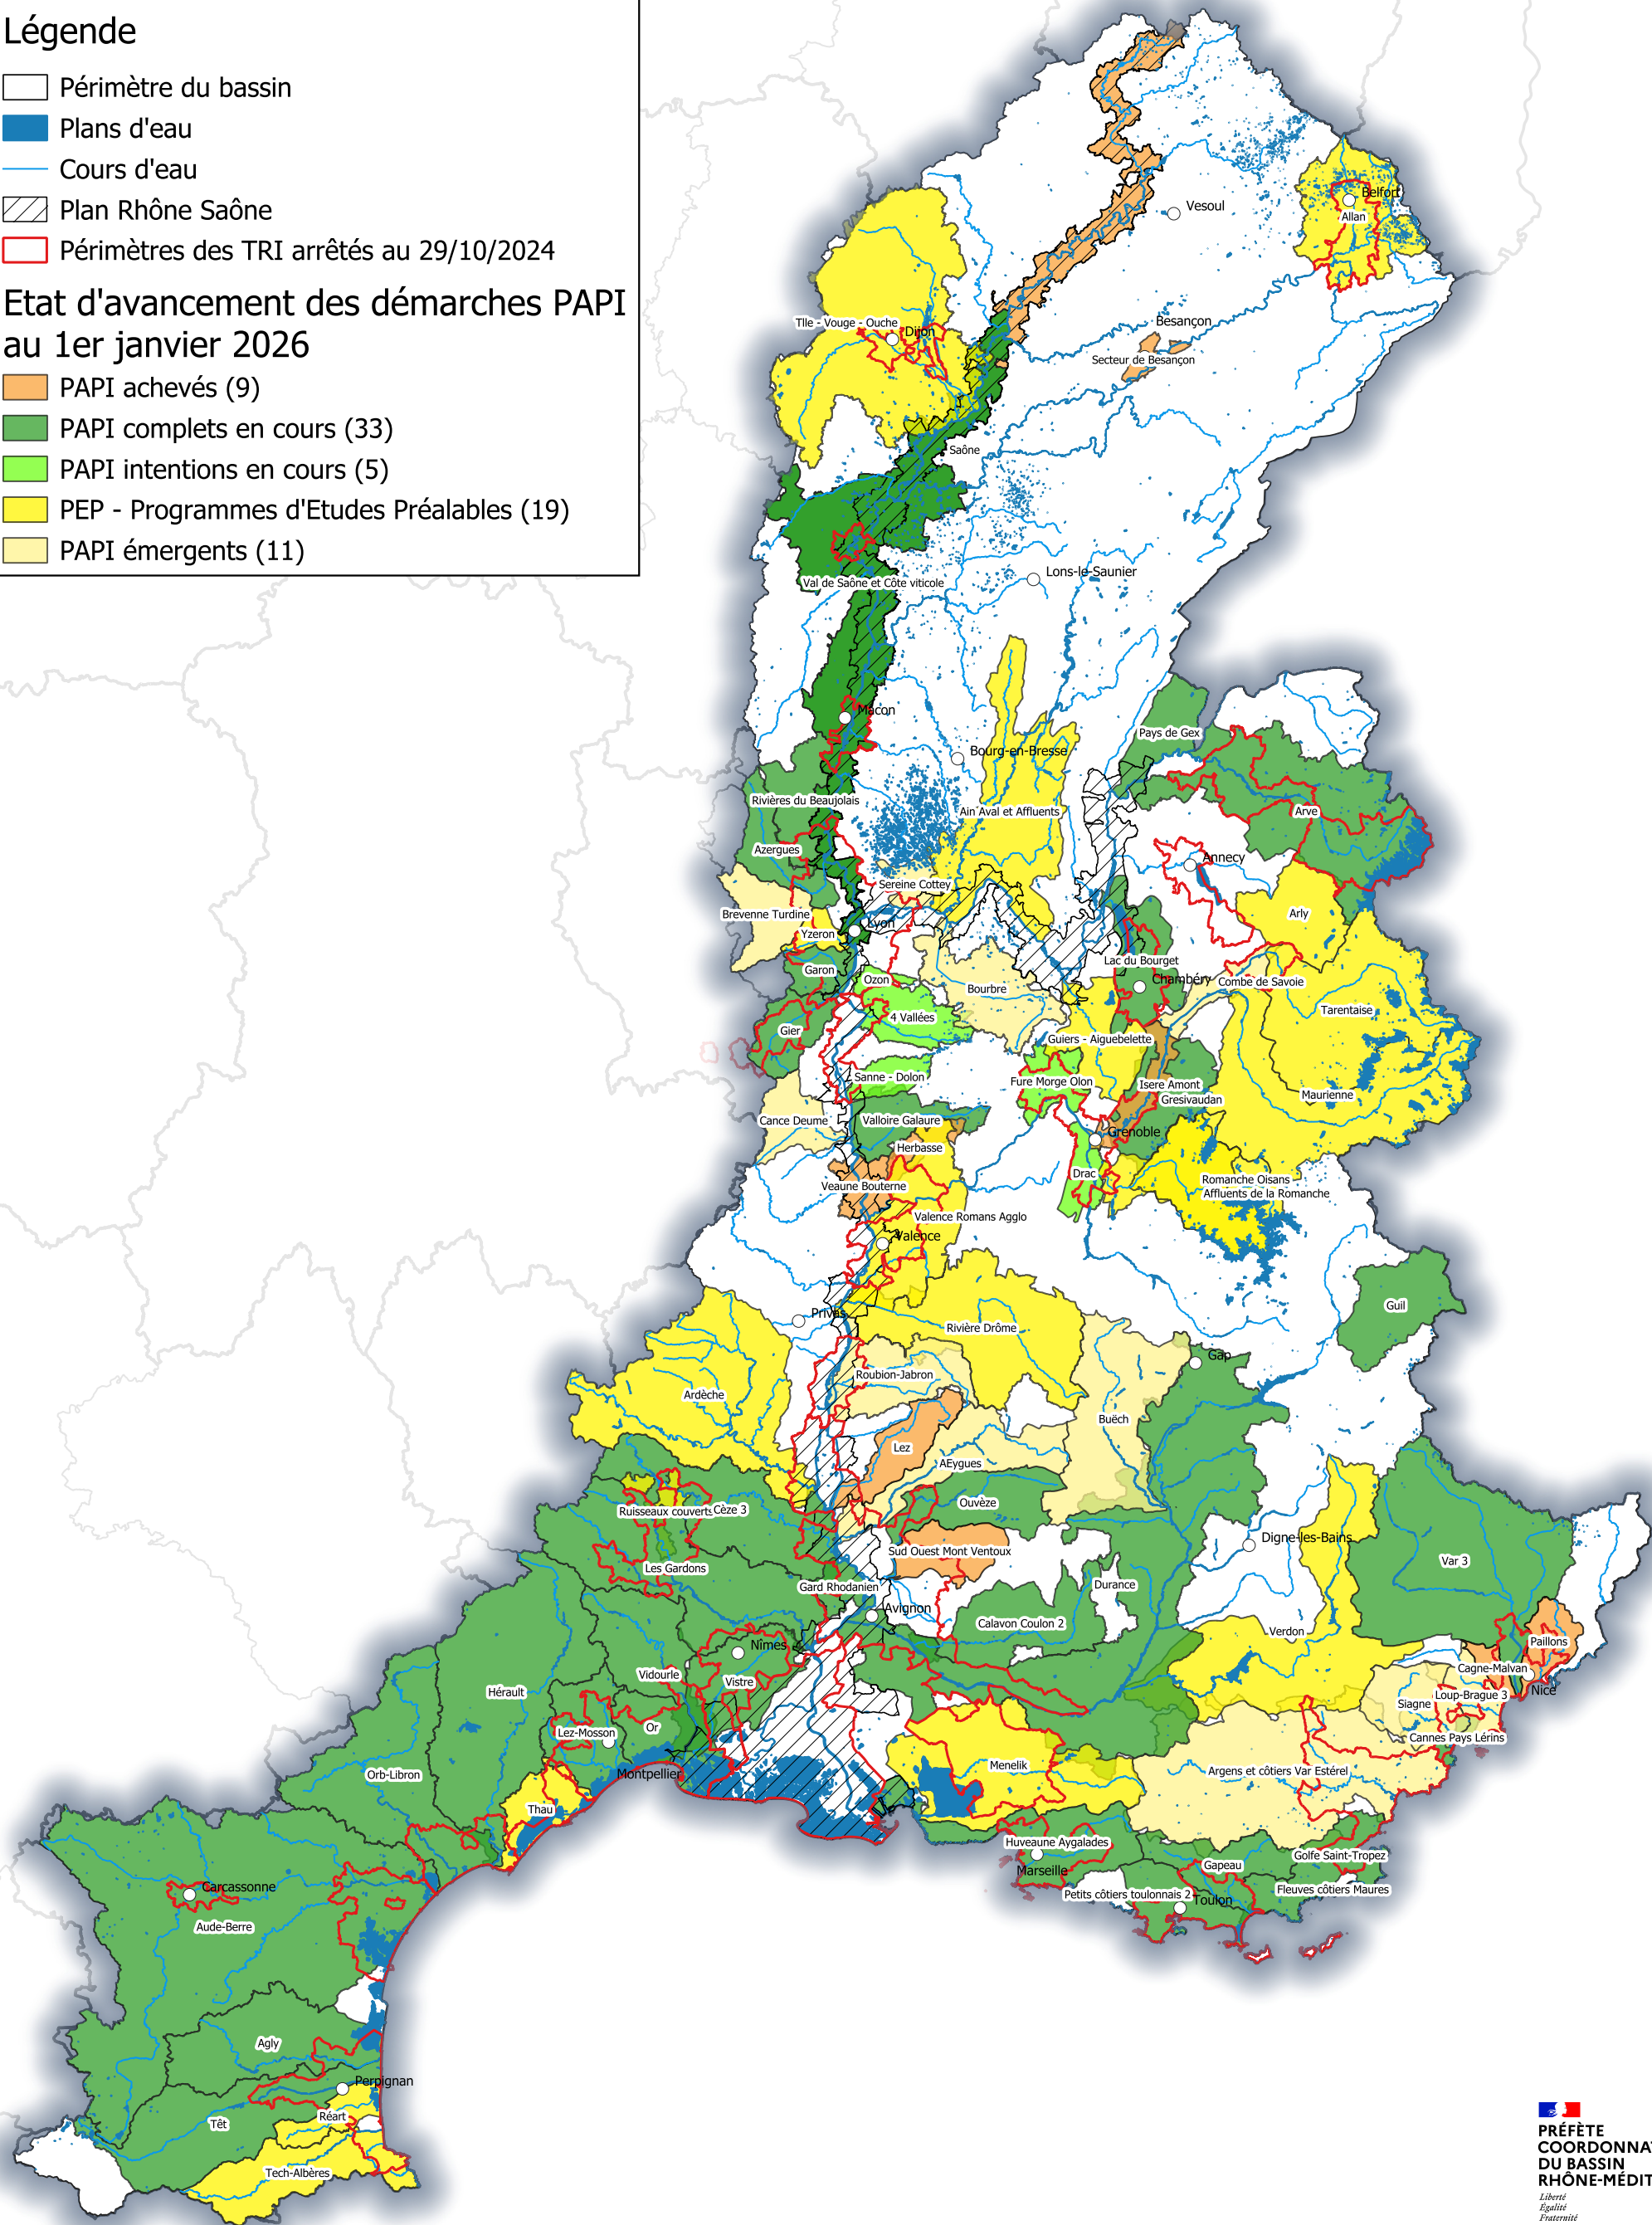 Légende
Périmètre du bassin
Plans d'eau
Cours d'eau
Plan Rhône Saône
Périmètres des TRI arrêtés au 29/10/2024
Etat d'avancement des démarches PAPI
au 1er janvier 2026
PAPI achevés (9)
PAPI complets en cours (33)
PAPI intentions en cours (5)
PEP - Programmes d'Etudes Préalables (19)
PAPI émergents (11)
Vesoul
Belfort
Allan
Besançon
Tlle - Vouge - Ouche
Dijon
Secteur de Besançon
Saône
Lons-le-Saunier
Val de Saône et Côte viticole
Mâcon
Pays de Gex
Bourg-en-Bresse
Rivières du Beaujolais
Ain Aval et Affluents
Arve
Azergues
Annecy
Sereine Cottey
Brevenne Turdine
Arly
Lyon
Yzeron
Lac du Bourget
Garon
Ozon
Chambéry
Combe de Savoie
Bourbre
Tarentaise
4 Vallées
Gier
Guiers - Aiguebelette
Sanne - Dolon
Fure Morge Olon
Isere Amont
Maurienne
Gresivaudan
Cance Deume
Valloire Galaure
Grenoble
Herbasse
Drac
Romanche Oisans
Veaune Bouterne
Affluents de la Romanche
Valence Romans Agglo
Valence
Guil
Privas
Rivière Drôme
Gap
Roubion-Jabron
Ardèche
Buëch
Lez
AEygues
Ouvèze
Ruisseaux couverts
Cèze 3
Digne-les-Bains
Sud Ouest Mont Ventoux
Var 3
Les Gardons
Durance
Gard Rhodanien
Avignon
Calavon Coulon 2
Verdon
Paillons
Nîmes
Cagne-Malvan
Vidourle
Vistre
Nice
Hérault
Loup-Brague 3
Siagne
Or
Lez-Mosson
Cannes Pays Lérins
Menelik
Argens et côtiers Var Estérel
Montpellier
Orb-Libron
Thau
Huveaune Aygalades
Golfe Saint-Tropez
Gapeau
Marseille
Carcassonne
Fleuves côtiers Maures
Petits côtiers toulonnais 2
Toulon
Aude-Berre
Agly
Perpignan
Réart
Têt
Tech-Albères
PRÉFÈTE
COORDONNA
DU BASSIN
RHÔNE-MÉDIT
Liberté
Égalité
Fraternité